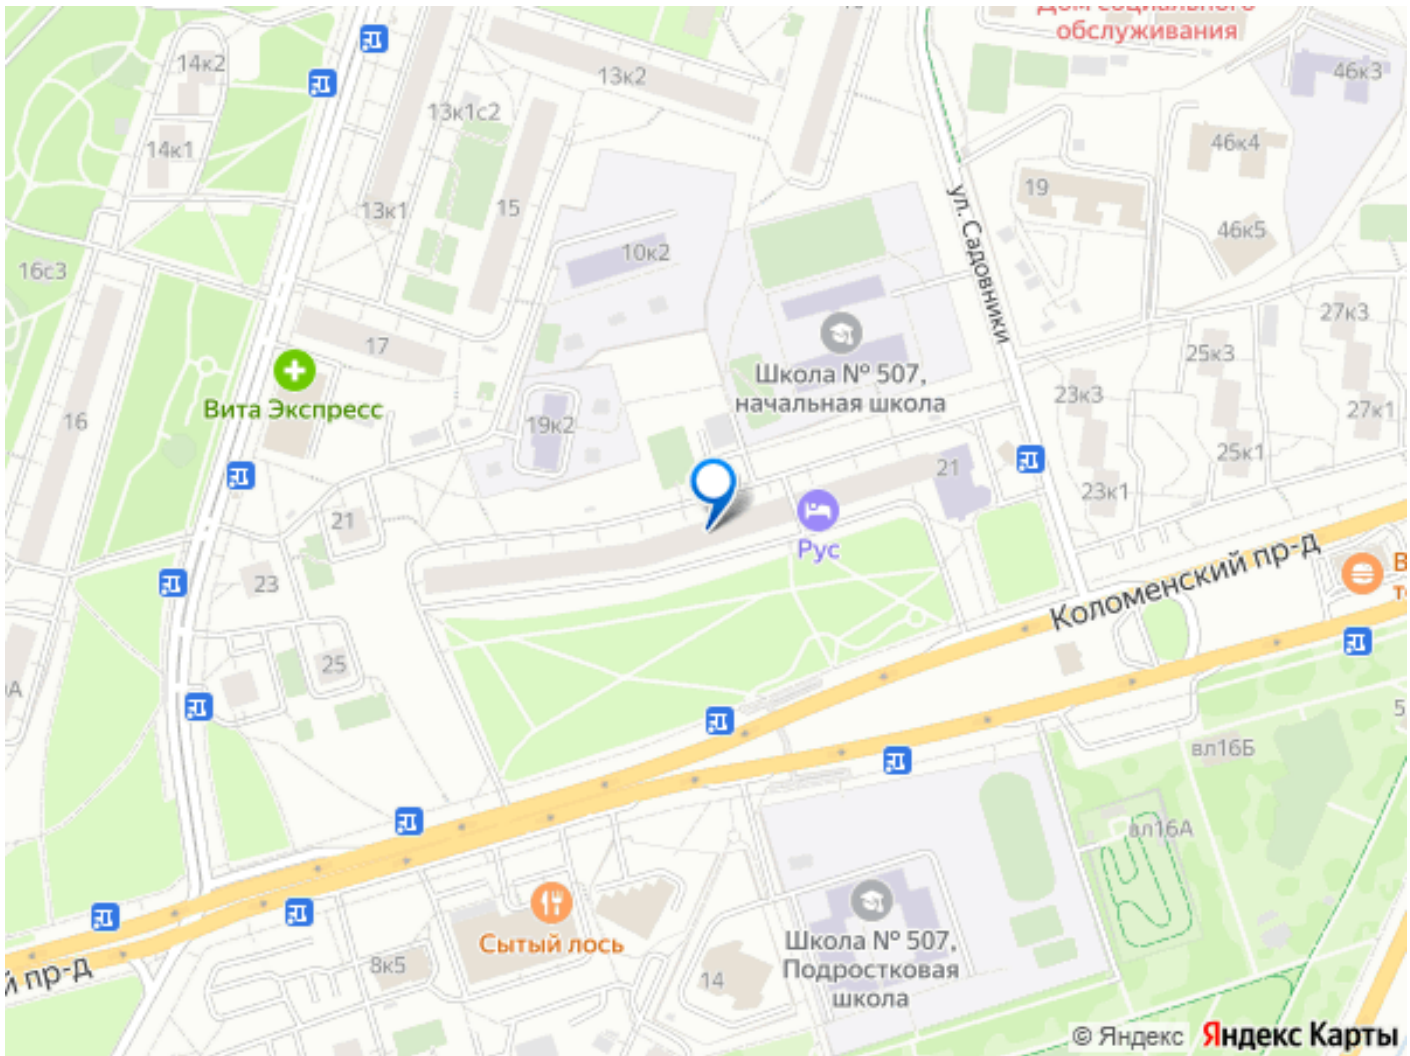 Дом социального
обслуживания
14к2
13к2
46к3
13к1с2
14к1
46к4
19
13к1
15
ул. Садовники
46к5
10к2
16с3
27к3
17
25к3
Школа № 507,
начальная школа
Вита Экспресс
23к3
27к1
16
19к2
25к1
21
23к1
21
Рус
Коломенский пр-д
23
25
вл16Б
вл16А
Сытый лось
8к5
14
Школа № 507,
Подростковая
школа
й пр-д
© Яндекс Яндекс Карты